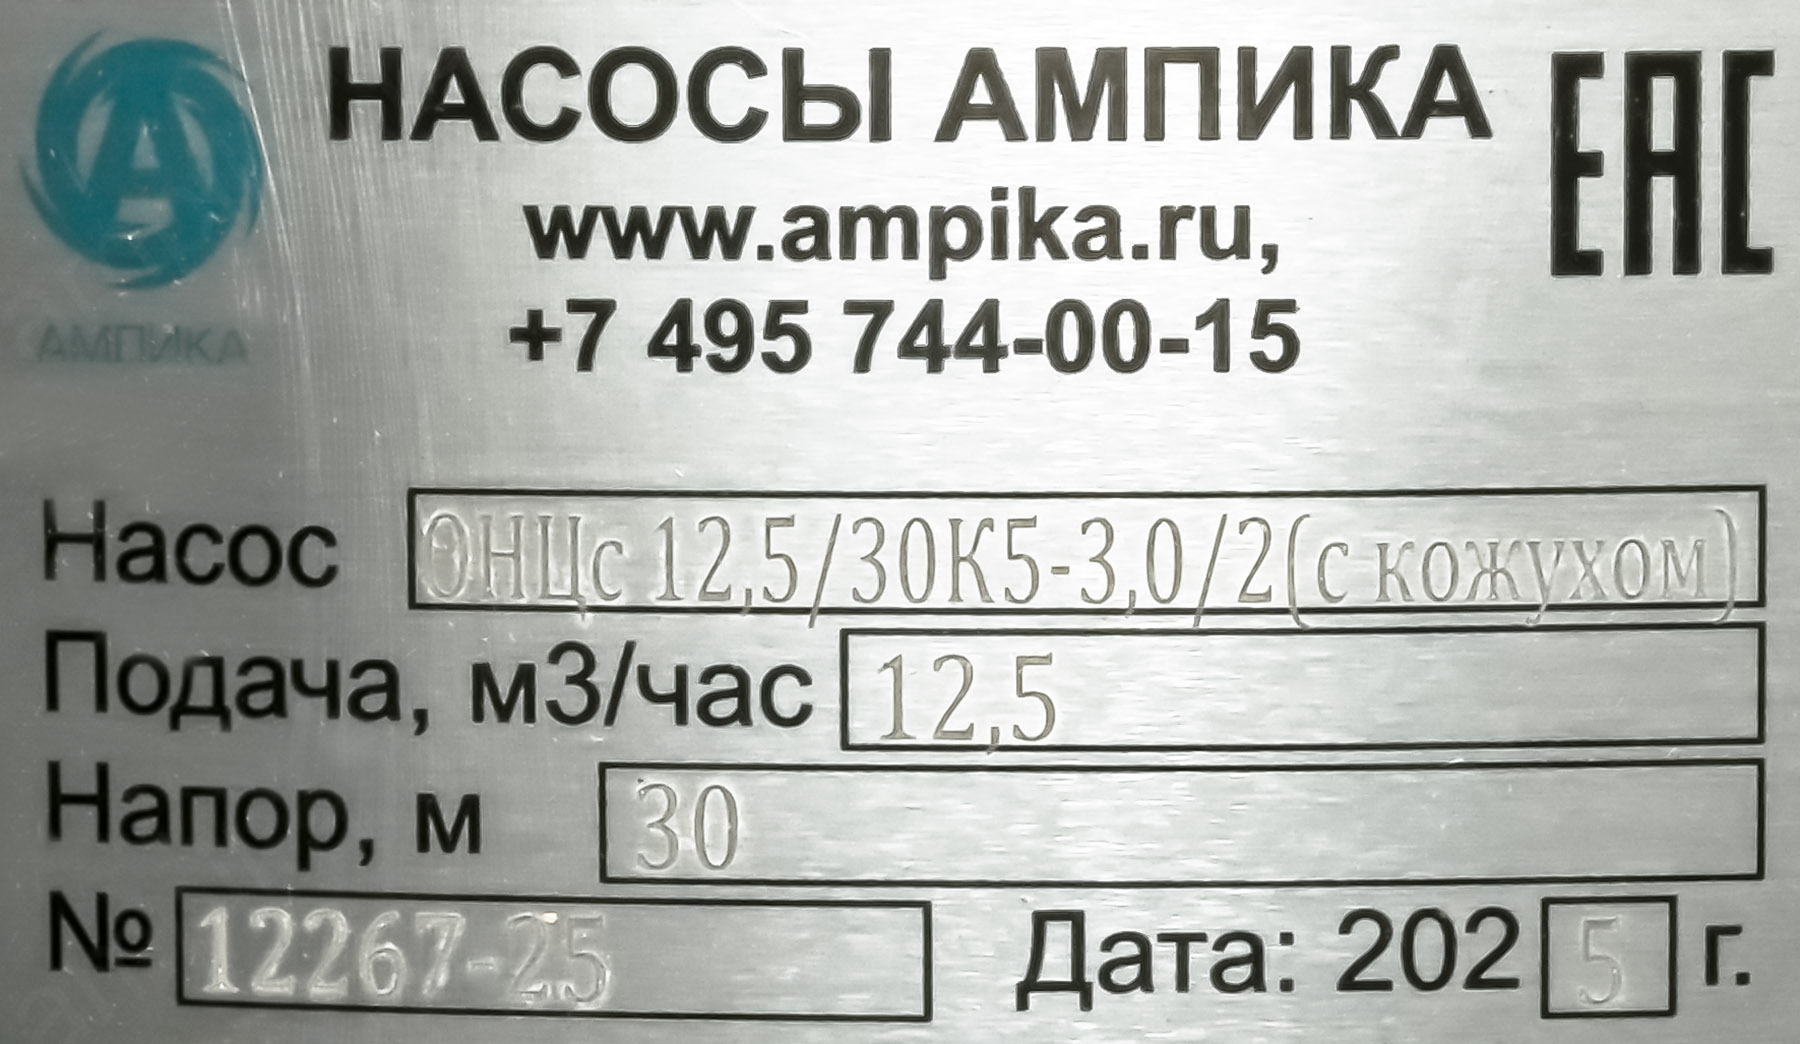 НАСОСЫ АМПИКА
EAC
www.ampika.ru,
+7 495 744-00-15
АМПИКА
Насос ЭНЦс 12,5/30К5-3,0/2(с кожухом)
Подача, м3/час 12,5
Напор, м 30
№ 12267-25 Дата: 2025 г.